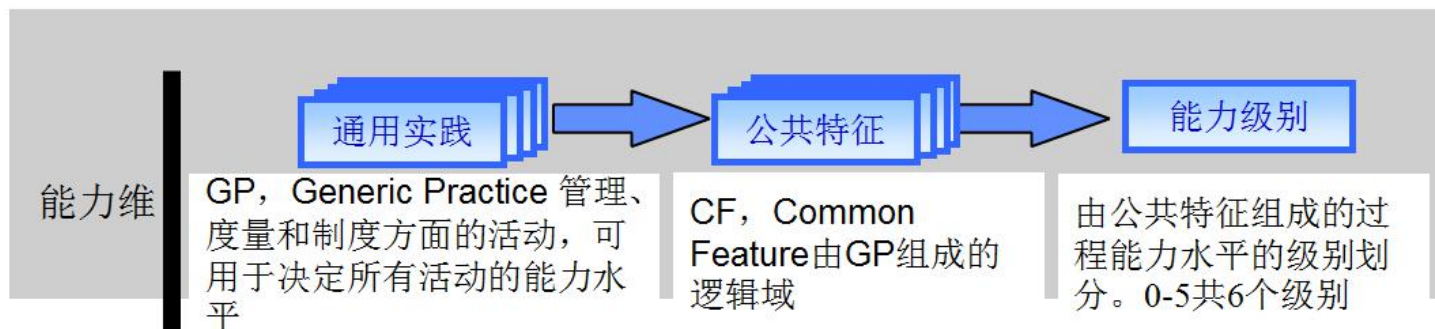 通用实践
公共特征
能力级别
能力维
GP，Generic Practice 管理、
度量和制度方面的活动，可
用于决定所有活动的能力水
平
CF，Common
Feature由GP组成的
逻辑域
由公共特征组成的过
程能力水平的级别划
分。0-5共6个级别